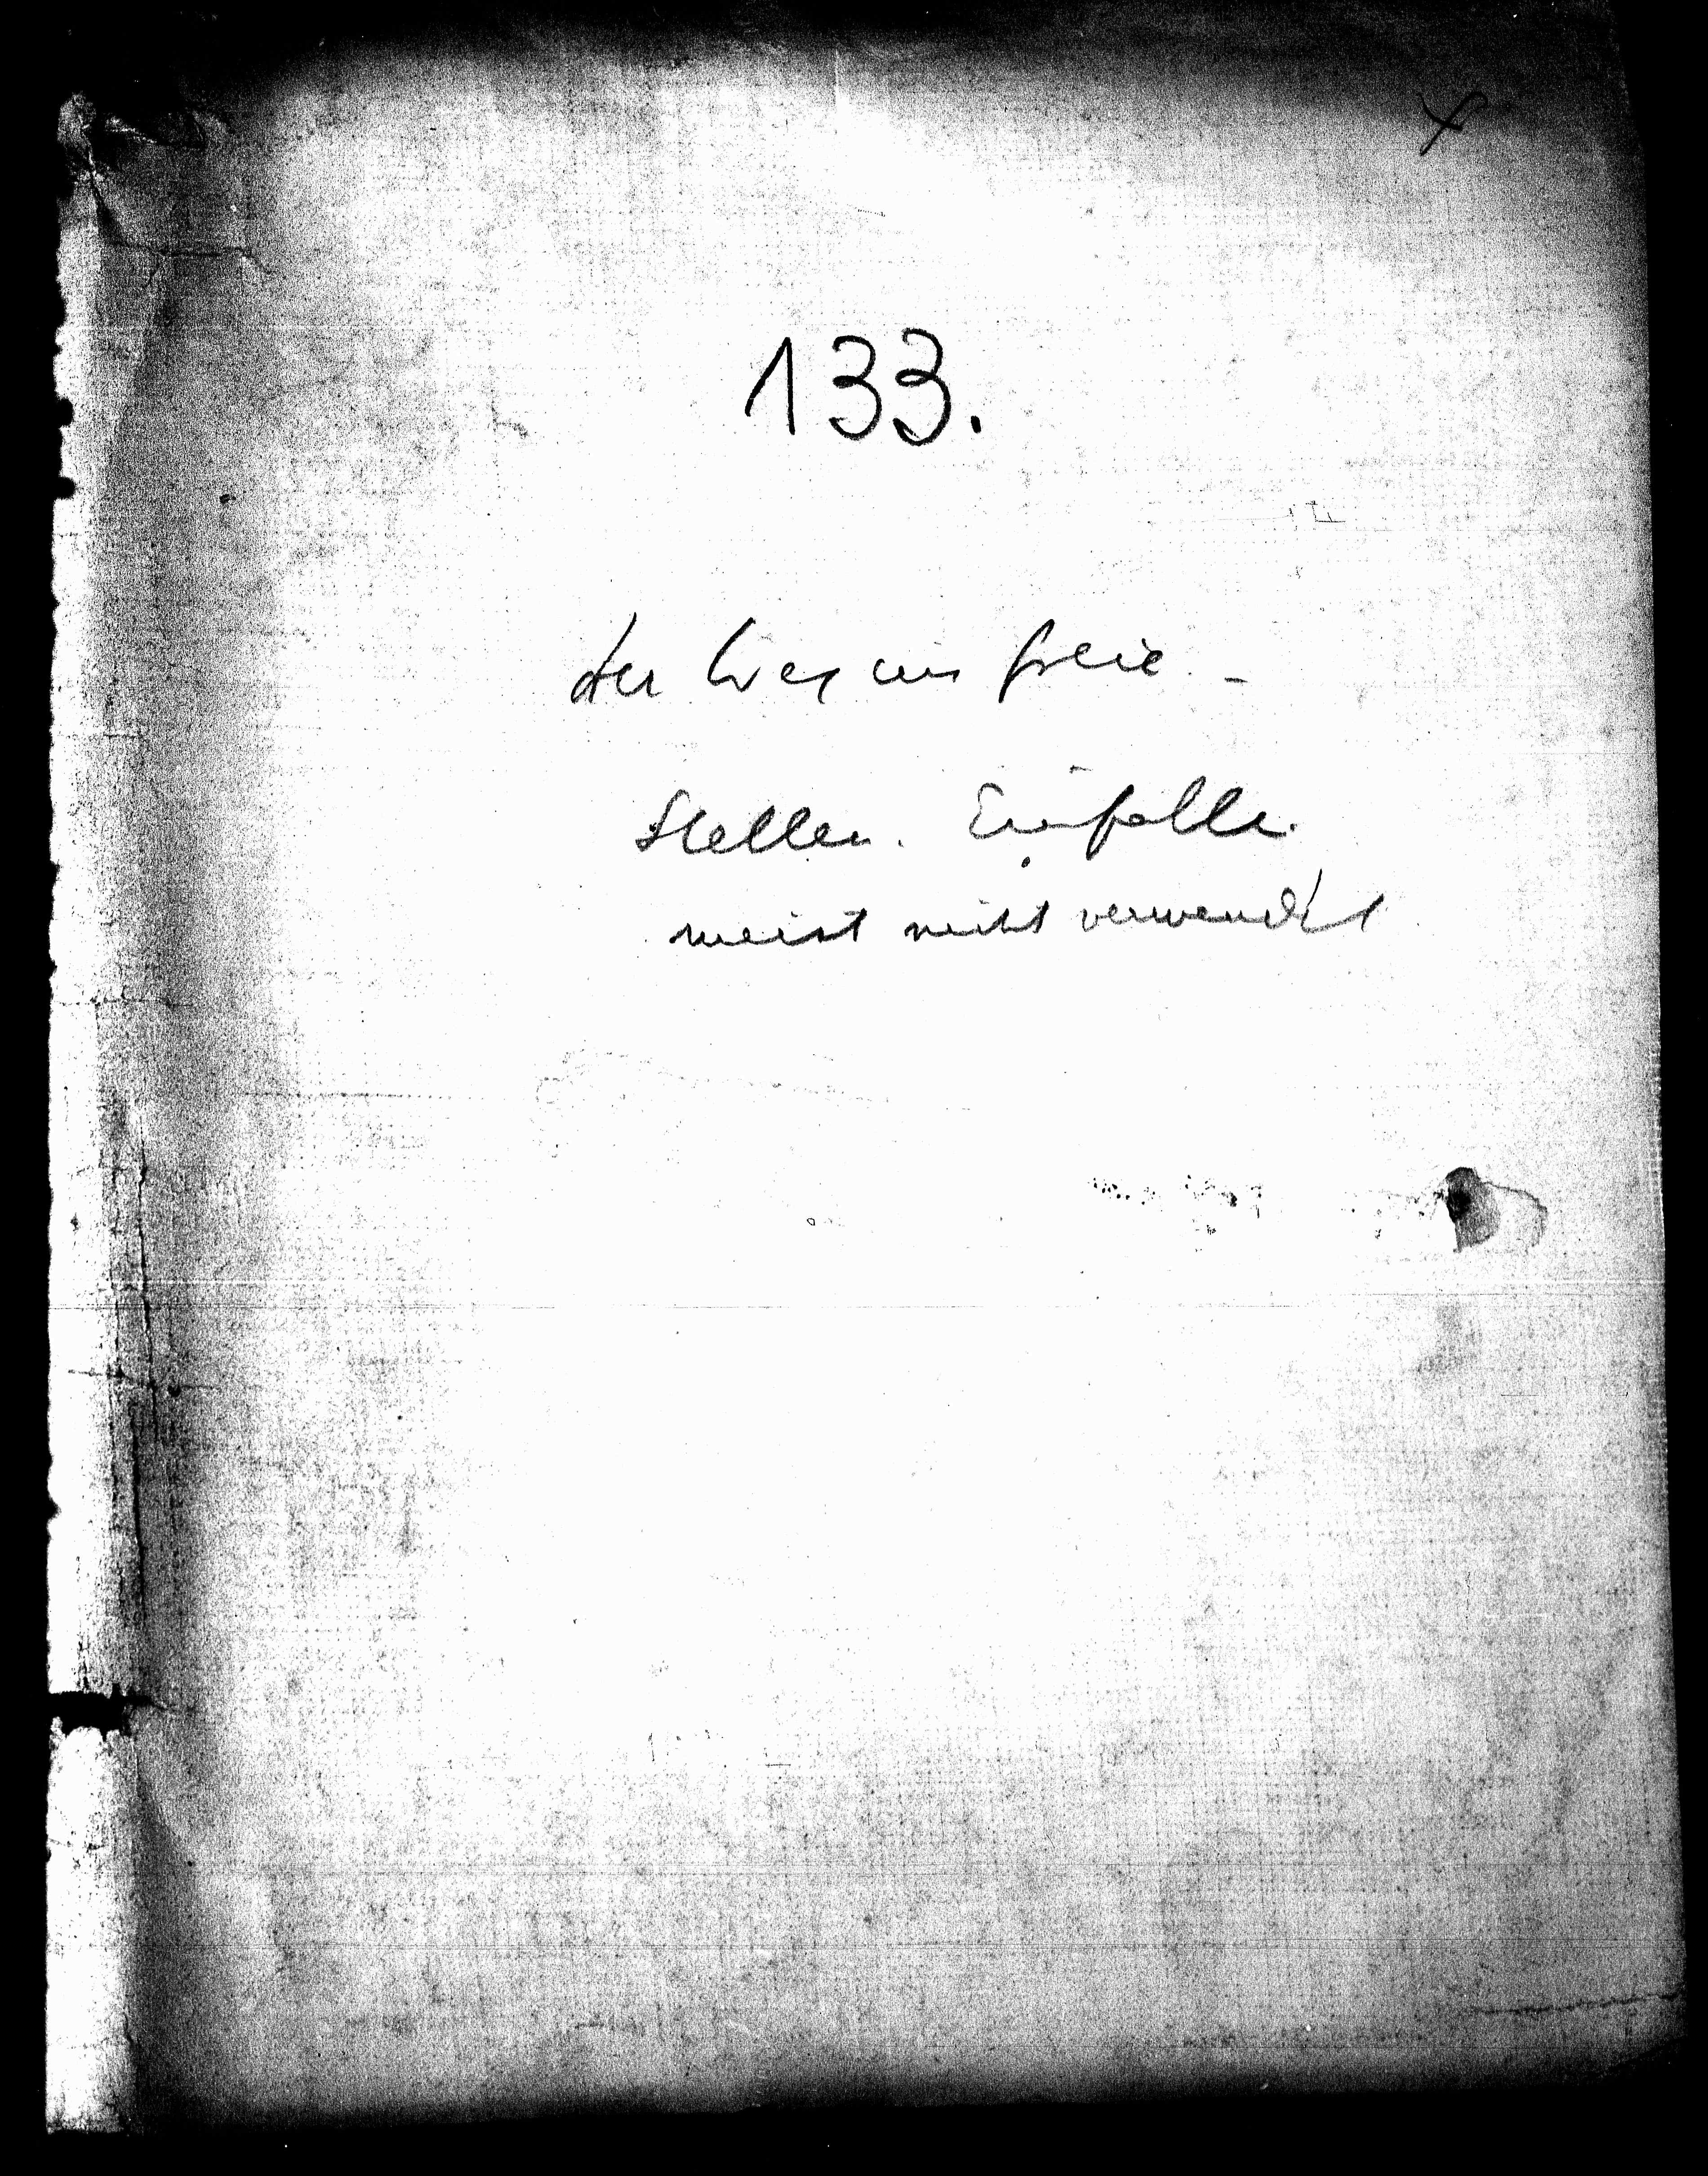 133.
der Weg ins freie –
Stellen. Einfälle.
meist nicht verwendet